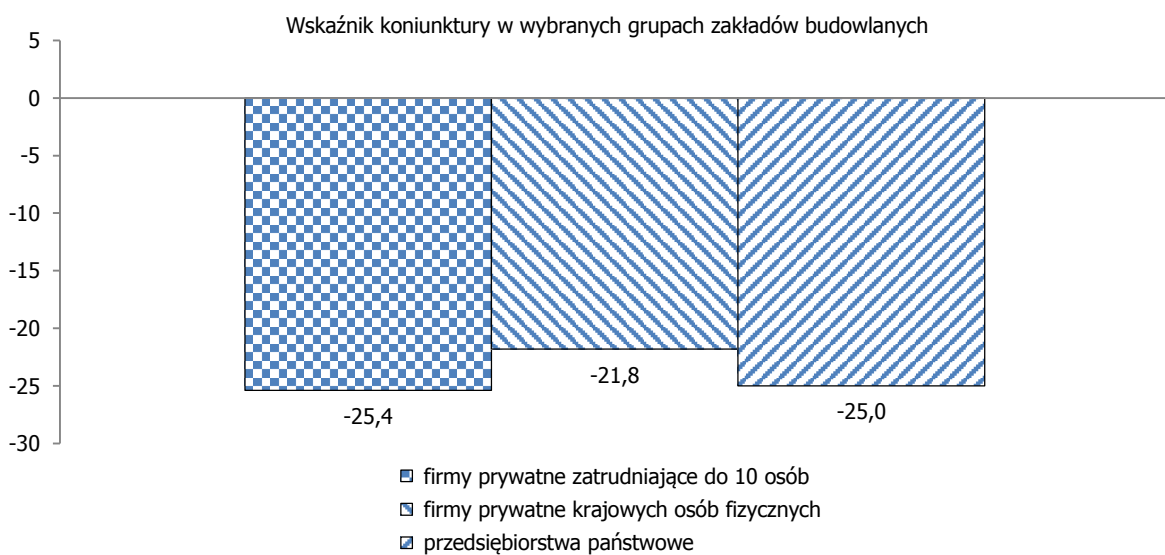 Wskaźnik koniunktury w wybranych grupach zakładów budowlanych
5
0
-5
-10
-15
-20
-25
-30
-25,4
-21,8
-25,0
firmy prywatne zatrudniające do 10 osób
firmy prywatne krajowych osób fizycznych
przedsiębiorstwa państwowe